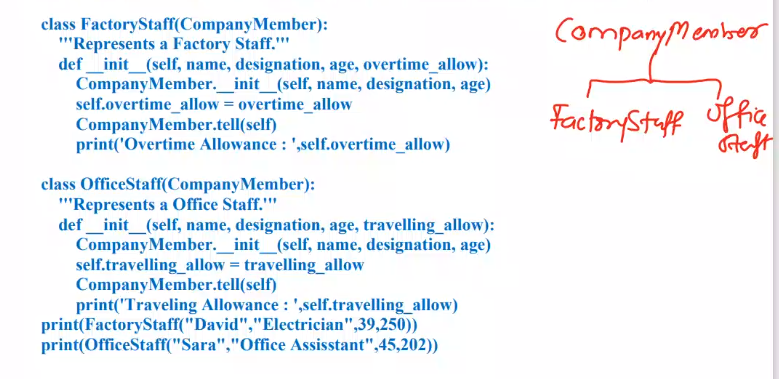 class FactoryStaff(CompanyMember):
'''Represents a Factory Staff.'''
def __init__(self, name, designation, age, overtime_allow):
CompanyMember.__init__(self, name, designation, age)
self.overtime_allow = overtime_allow
CompanyMember.tell(self)
print('Overtime Allowance : ',self.overtime_allow)
class OfficeStaff(CompanyMember):
'''Represents a Office Staff.'''
def __init__(self, name, designation, age, travelling_allow):
CompanyMember.__init__(self, name, designation, age)
self.travelling_allow = travelling_allow
CompanyMember.tell(self)
print('Traveling Allowance : ',self.travelling_allow)
print(FactoryStaff("David","Electrician",39,250))
print(OfficeStaff("Sara","Office Assisstant",45,202))
CompanyMember
FactoryStaff
Office
Staff